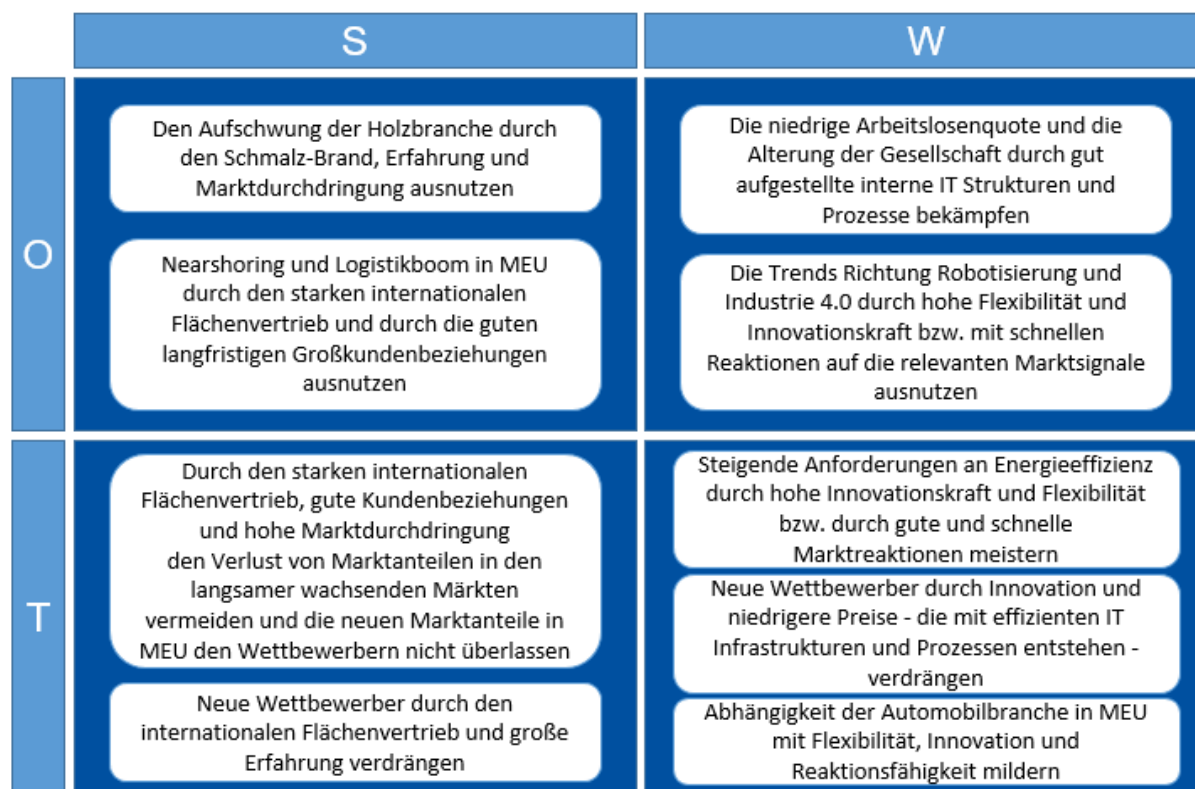 S
W
O
Den Aufschwung der Holzbranche durch
den Schmalz-Brand, Erfahrung und
Marktdurchdringung ausnutzen
Nearshoring und Logistikboom in MEU
durch den starken internationalen
Flächenvertrieb und durch die guten
langfristigen Großkundenbeziehungen
ausnutzen
Die niedrige Arbeitslosenquote und die
Alterung der Gesellschaft durch gut
aufgestellte interne IT Strukturen und
Prozesse bekämpfen
Die Trends Richtung Robotisierung und
Industrie 4.0 durch hohe Flexibilität und
Innovationskraft bzw. mit schnellen
Reaktionen auf die relevanten Marktsignale
ausnutzen
T
Durch den starken internationalen
Flächenvertrieb, gute Kundenbeziehungen
und hohe Marktdurchdringung
den Verlust von Marktanteilen in den
langsamer wachsenden Märkten
vermeiden und die neuen Marktanteile in
MEU den Wettbewerbern nicht überlassen
Neue Wettbewerber durch den
internationalen Flächenvertrieb und große
Erfahrung verdrängen
Steigende Anforderungen an Energieeffizienz
durch hohe Innovationskraft und Flexibilität
bzw. durch gute und schnelle
Marktreaktionen meistern
Neue Wettbewerber durch Innovation und
niedrigere Preise - die mit effizienten IT
Infrastrukturen und Prozessen entstehen -
verdrängen
Abhängigkeit der Automobilbranche in MEU
mit Flexibilität, Innovation und
Reaktionsfähigkeit mildern